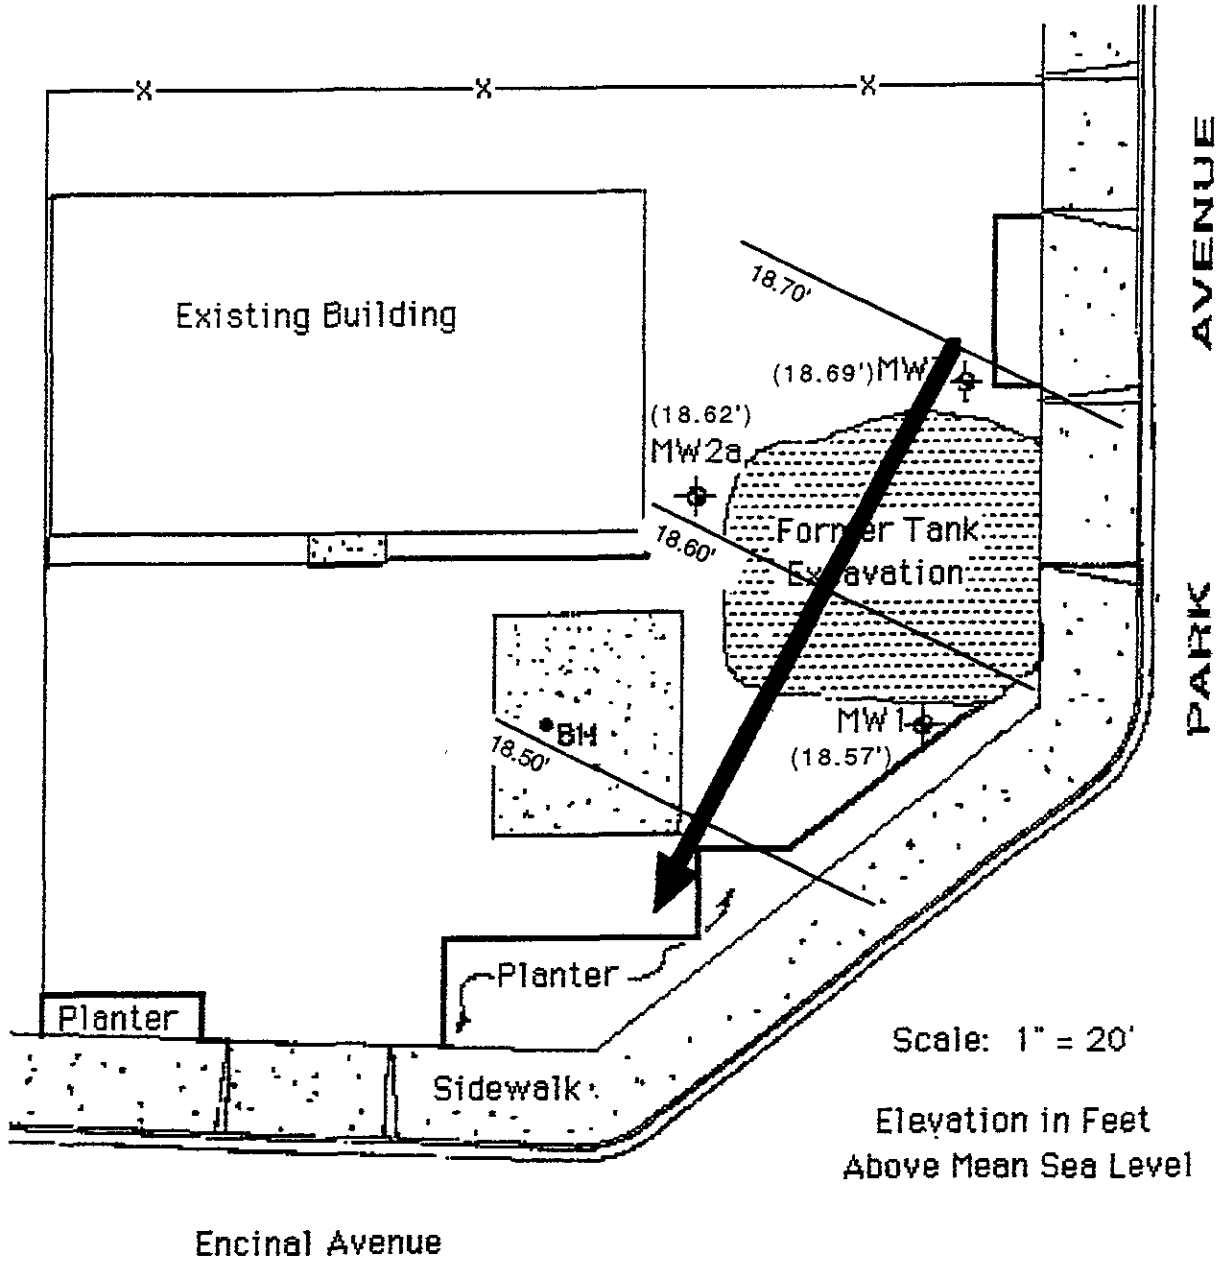 X X X
AVENUE
Existing Building
18.70'
(18.69')
(18.62')
MW2a
Former Tank
18.60'
Excavation
PARK
MW1
BH
18.50'
(18.57')
Planter
Planter
Scale: 1" = 20'
Sidewalk
Elevation in Feet
Above Mean Sea Level
Encinal Avenue